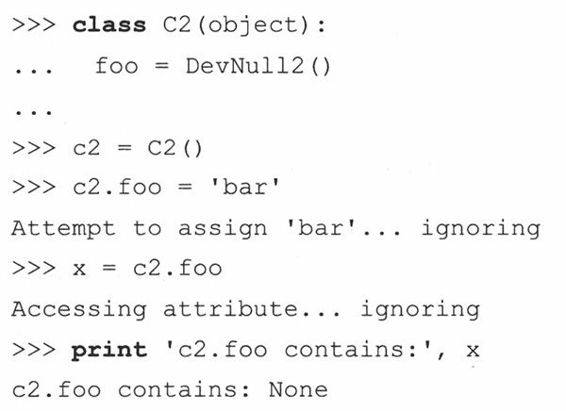 >>> class C2(object):
...  foo = DevNull2()
...
>>> c2 = C2()
>>> c2.foo = 'bar'
Attempt to assign 'bar'... ignoring
>>> x = c2.foo
Accessing attribute... ignoring
>>> print 'c2.foo contains:', x
c2.foo contains: None